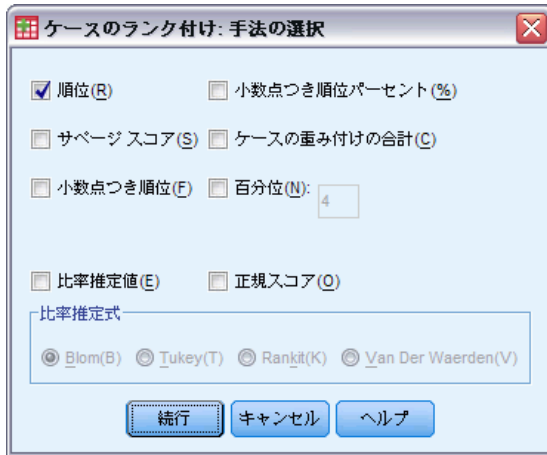 ケースのランク付け: 手法の選択
順位(R) 小数点つき順位パーセント(%)
サベージ スコア(S) ケースの重み付けの合計(C)
小数点つき順位(F) 百分位(N): 4
比率推定値(E) 正規スコア(O)
比率推定式
Blom(B) Tukey(T) Rankit(K) Van Der Waerden(V)
続行 キャンセル ヘルプ